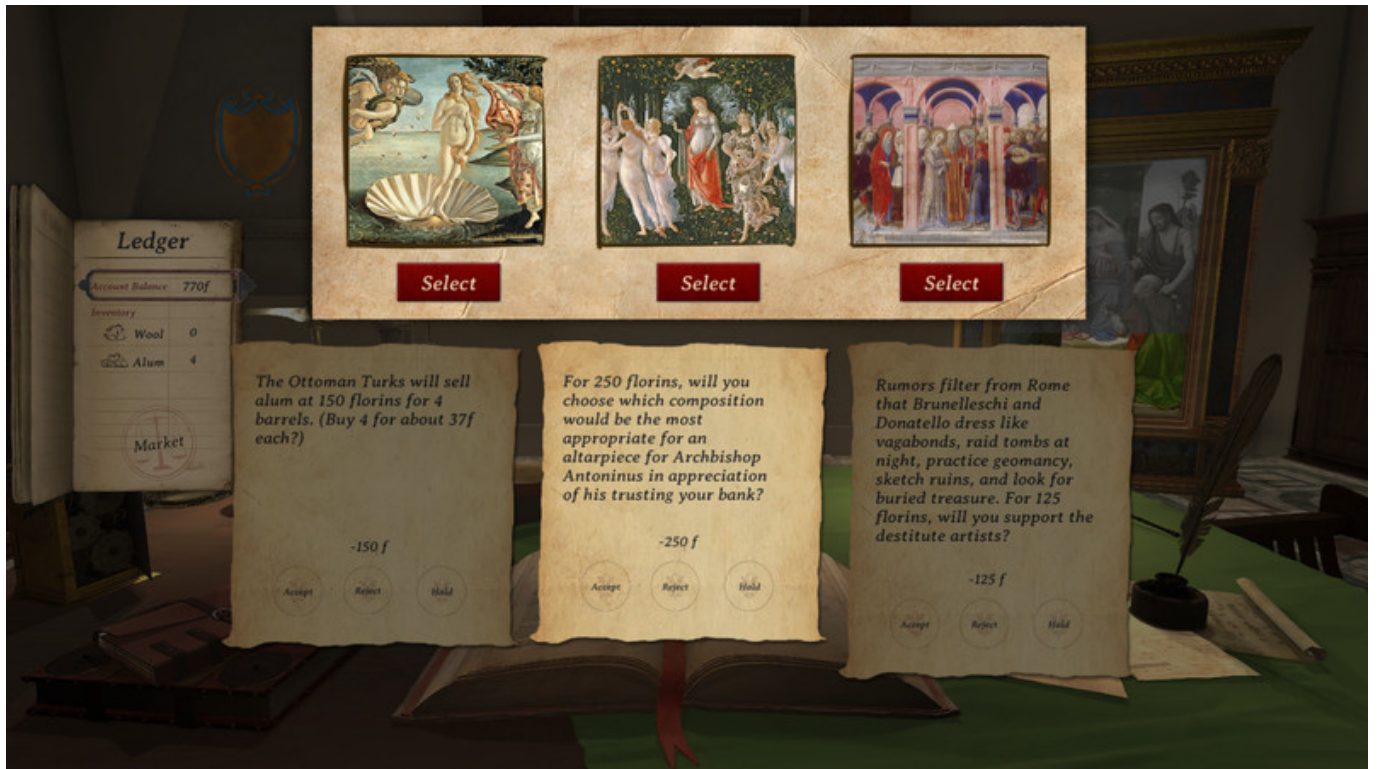 Select
Select
Select
Ledger
Account Balance 770f
Inventory
Wool 0
Alum 4
Market
The Ottoman Turks will sell
alum at 150 florins for 4
barrels. (Buy 4 for about 37f
each?)
-150 f
Accept
Reject
Hold
For 250 florins, will you
choose which composition
would be the most
appropriate for an
altarpiece for Archbishop
Antoninus in appreciation
of his trusting your bank?
-250 f
Accept
Reject
Hold
Rumors filter from Rome
that Brunelleschi and
Donatello dress like
vagabonds, raid tombs at
night, practice geomancy,
sketch ruins, and look for
buried treasure. For 125
florins, will you support the
destitute artists?
-125 f
Accept
Reject
Hold